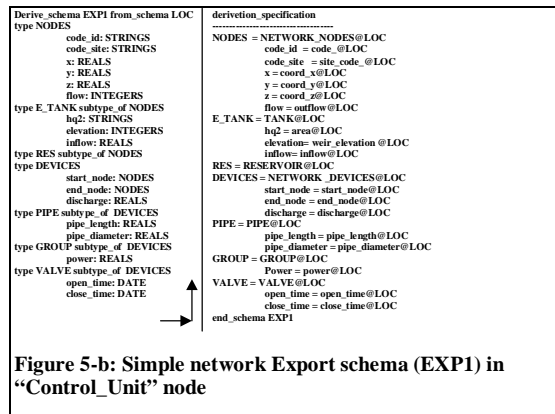 Derive_schema EXP1 from_schema LOC
type NODES
code_id: STRINGS
code_site: STRINGS
x: REALS
y: REALS
z: REALS
flow: INTEGERS
type E_TANK subtype_of NODES
hq2: STRINGS
elevation: INTEGERS
inflow: REALS
type RES subtype_of NODES
type DEVICES
start_node: NODES
end_node: NODES
discharge: REALS
type PIPE subtype_of DEVICES
pipe_length: REALS
pipe_diameter: REALS
type GROUP subtype_of DEVICES
power: REALS
type VALVE subtype_of DEVICES
open_time: DATE
close_time: DATE
derivetion_specification
------------------------------------
NODES = NETWORK_NODES@LOC
code_id = code_@LOC
code_site = site_code_@LOC
x = coord_x@LOC
y = coord_y@LOC
z = coord_z@LOC
flow = outflow@LOC
E_TANK = TANK@LOC
hq2 = area@LOC
elevation= weir_elevation @LOC
inflow= inflow@LOC
RES = RESERVOIR@LOC
DEVICES = NETWORK _DEVICES@LOC
start_node = start_node@LOC
end_node = end_node@LOC
discharge = discharge@LOC
PIPE = PIPE@LOC
pipe_length = pipe_length@LOC
pipe_diameter = pipe_diameter@LOC
GROUP = GROUP@LOC
Power = power@LOC
VALVE = VALVE@LOC
open_time = open_time@LOC
close_time = close_time@LOC
end_schema EXP1
Figure 5-b: Simple network Export schema (EXP1) in
“Control_Unit” node